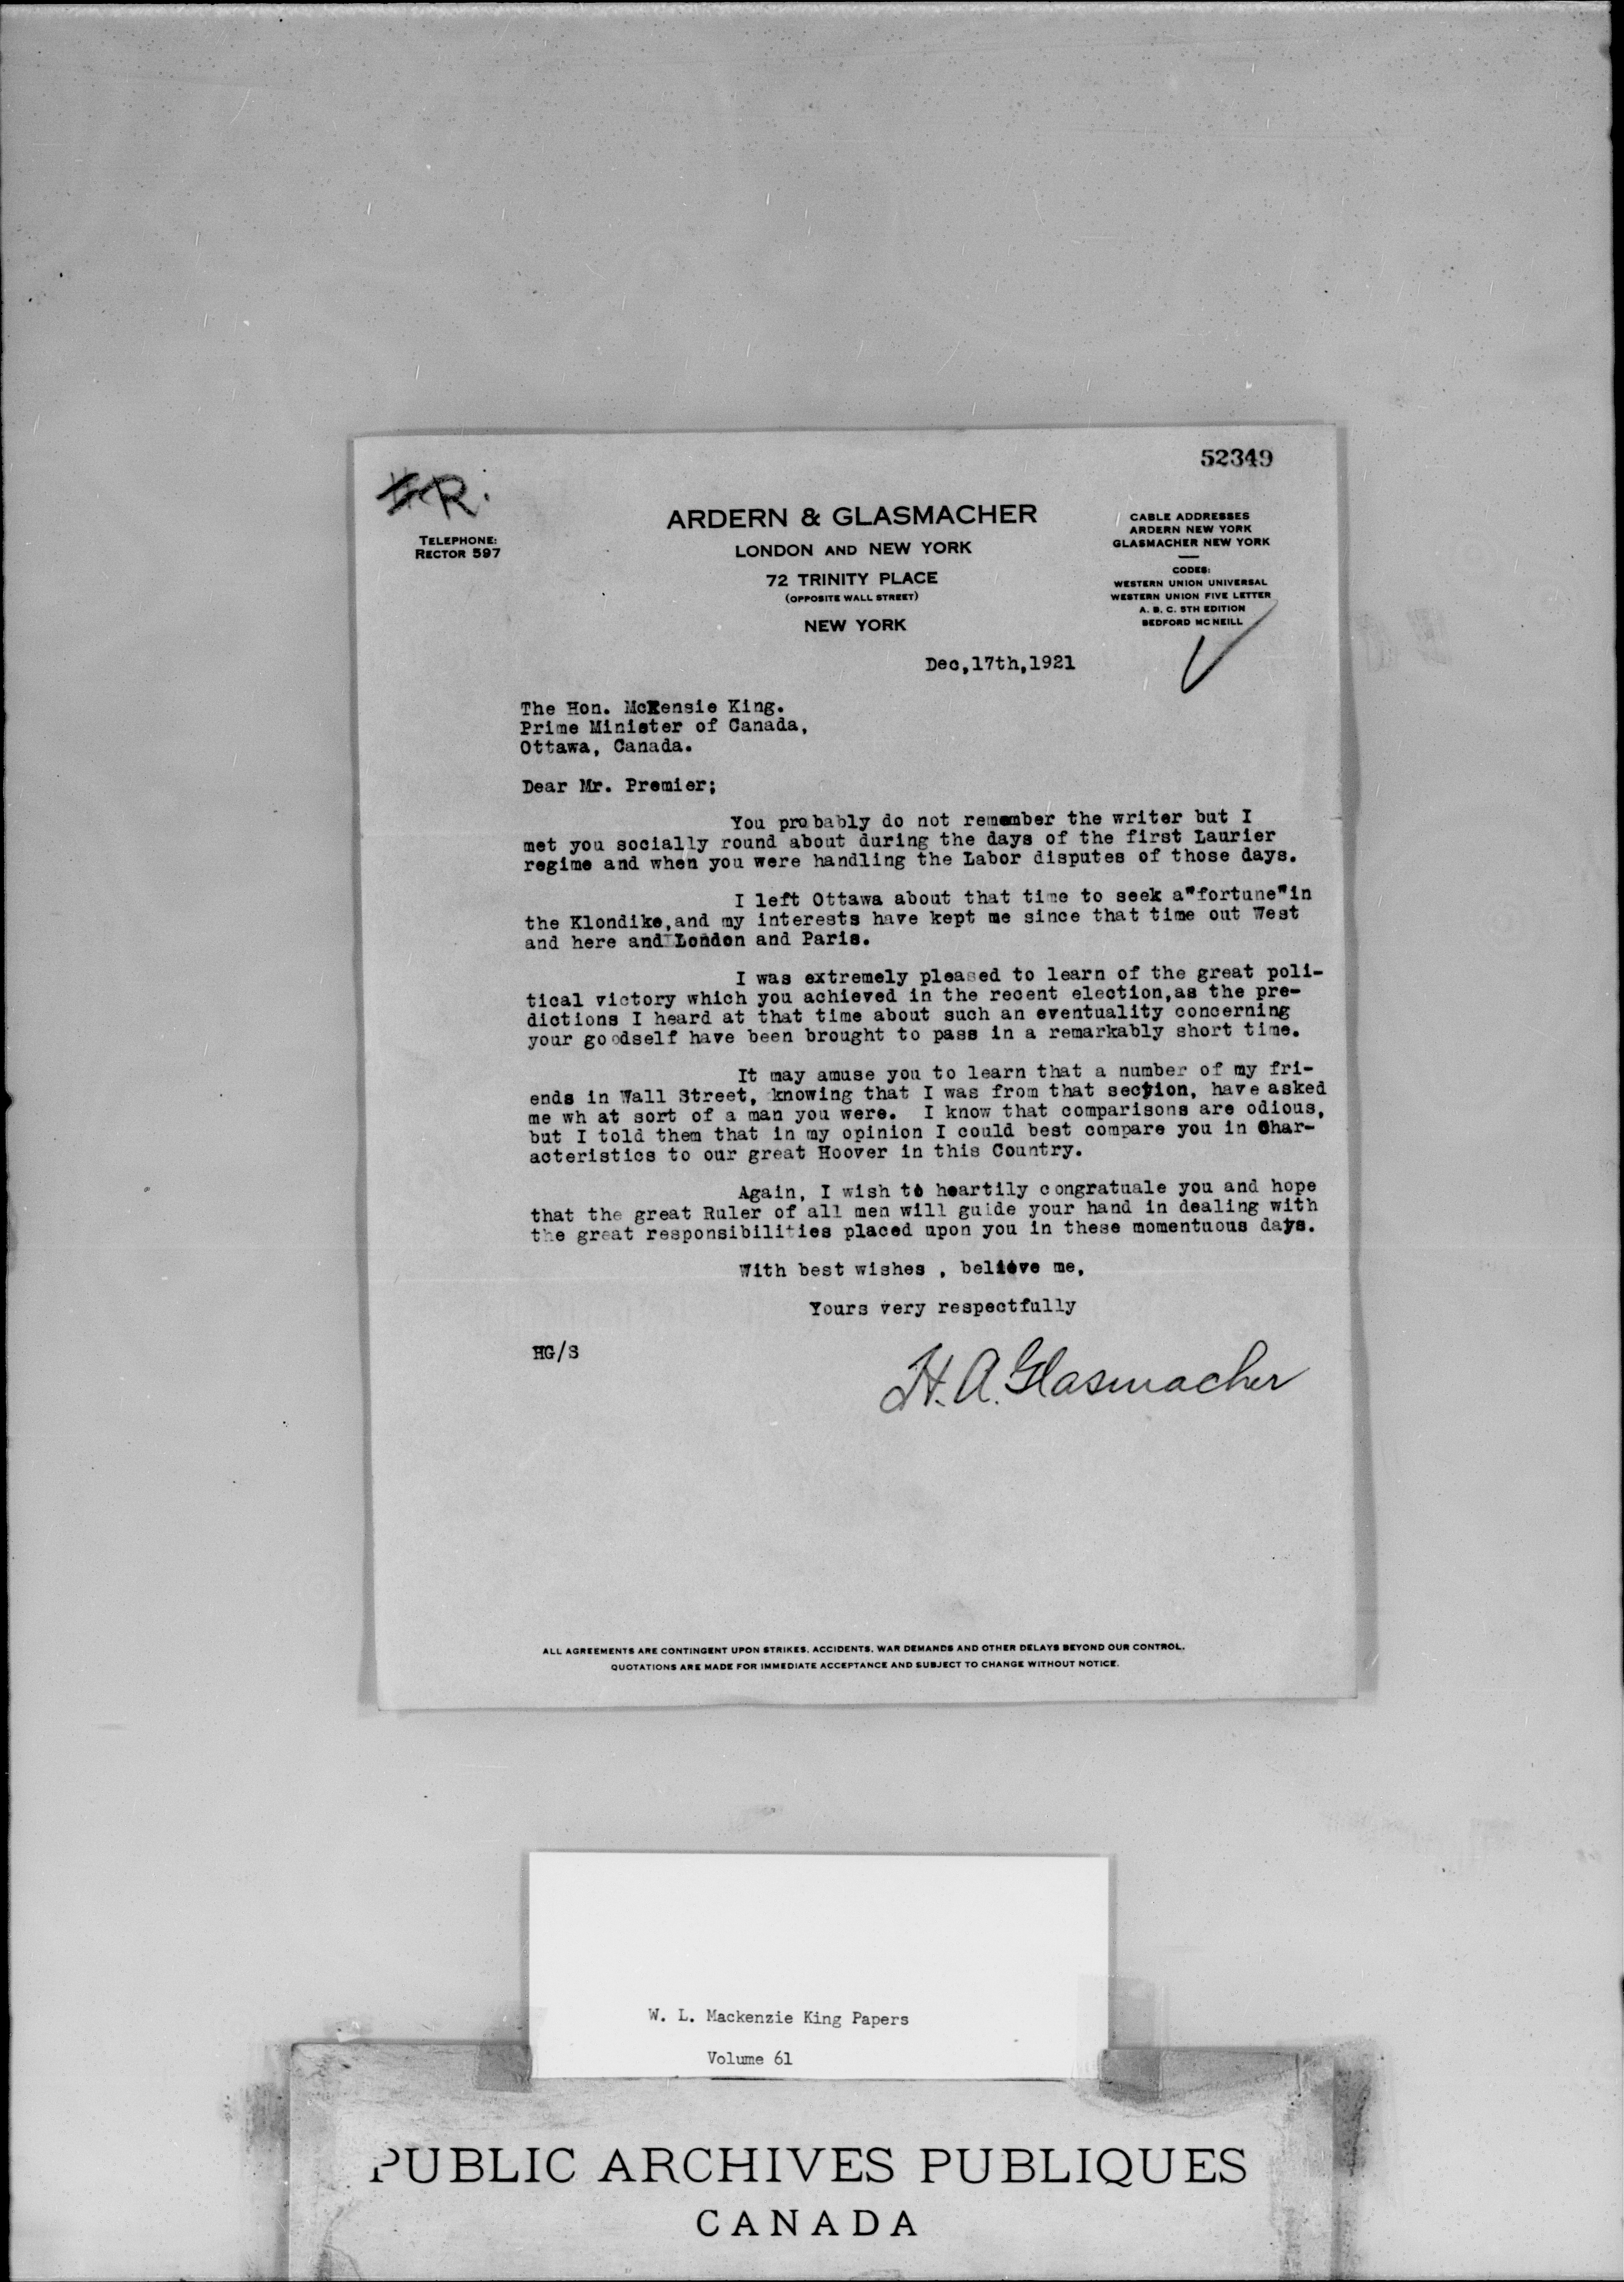 52349
R.
TELEPHONE:
RECTOR 597
ARDERN & GLASMACHER
LONDON AND NEW YORK
72 TRINITY PLACE
(OPPOSITE WALL STREET)
NEW YORK
CABLE ADDRESSES
ARDERN NEW YORK
GLASMACHER NEW YORK
CODES:
WESTERN UNION UNIVERSAL
WESTERN UNION FIVE LETTER
A. B. C. 5TH EDITION
BEDFORD MCNEILL
Dec,17th,1921
The Hon. McKensie King.
Prime Minister of Canada,
Ottawa, Canada.
Dear Mr. Premier;
You probably do not remember the writer but I
met you socially round about during the days of the first Laurier
regime and when you were handling the Labor disputes of those days.
I left Ottawa about that time to seek a"fortune"in
the Klondike,and my interests have kept me since that time out West
and here and London and Paris.
I was extremely pleased to learn of the great poli-
tical victory which you achieved in the recent election,as the pre-
dictions I heard at that time about such an eventuality concerning
your goodself have been brought to pass in a remarkably short time.
It may amuse you to learn that a number of my fri-
ends in Wall Street, knowing that I was from that section, have asked
me wh at sort of a man you were. I know that comparisons are odious,
but I told them that in my opinion I could best compare you in Char-
acteristics to our great Hoover in this Country.
Again, I wish to heartily congratuale you and hope
that the great Ruler of all men will guide your hand in dealing with
the great responsibilities placed upon you in these momentuous days.
With best wishes , believe me,
Yours very respectfully
HG/S
H. A. Glasmacher
ALL AGREEMENTS ARE CONTINGENT UPON STRIKES, ACCIDENTS, WAR DEMANDS AND OTHER DELAYS BEYOND OUR CONTROL.
QUOTATIONS ARE MADE FOR IMMEDIATE ACCEPTANCE AND SUBJECT TO CHANGE WITHOUT NOTICE.
W. L. Mackenzie King Papers
Volume 61
PUBLIC ARCHIVES PUBLIQUES
CANADA